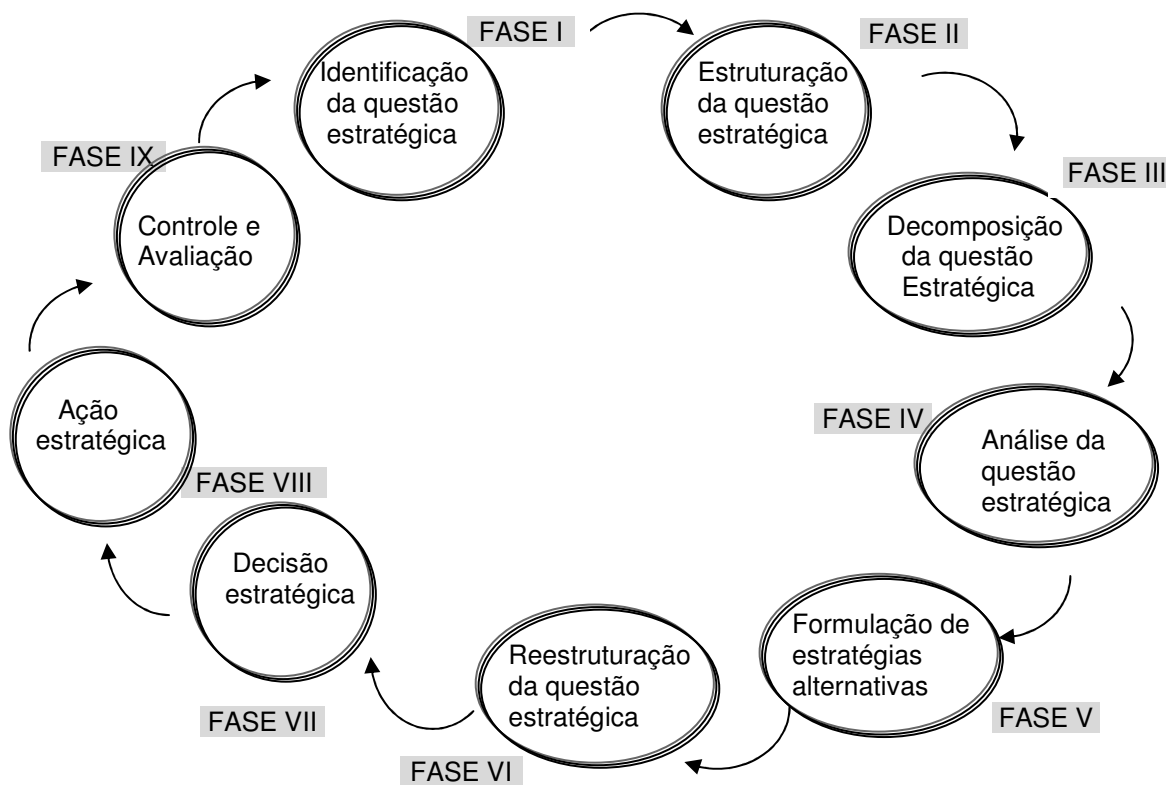 FASE I
Identificação
da questão
estratégica
FASE II
Estruturação
da questão
estratégica
FASE III
Decomposição
da questão
Estratégica
FASE IV
Análise da
questão
estratégica
Formulação de
estratégias
alternativas
FASE V
Reestruturação
da questão
estratégica
FASE VI
Decisão
estratégica
FASE VII
Ação
estratégica
FASE VIII
FASE IX
Controle e
Avaliação